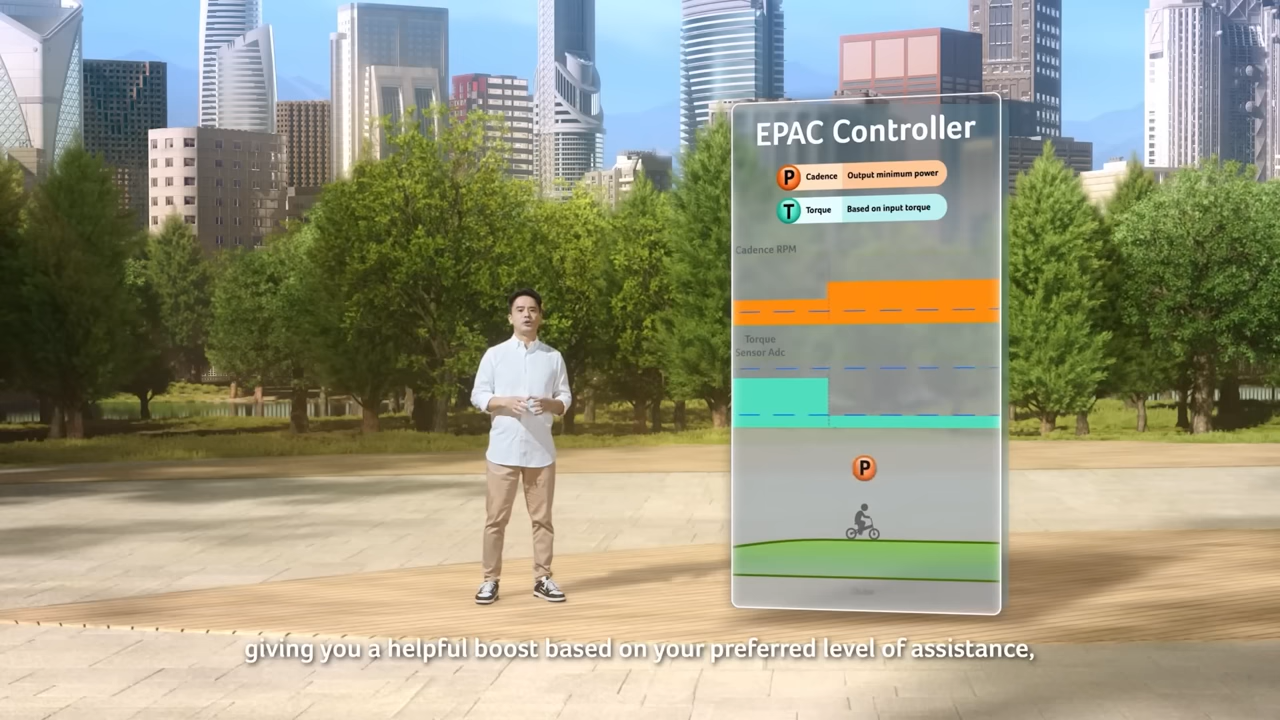 EPAC Controller
P Cadence Output minimum power
T Torque Based on input torque
Cadence RPM
Torque
Sensor Adc
P
giving you a helpful boost based on your preferred level of assistance,